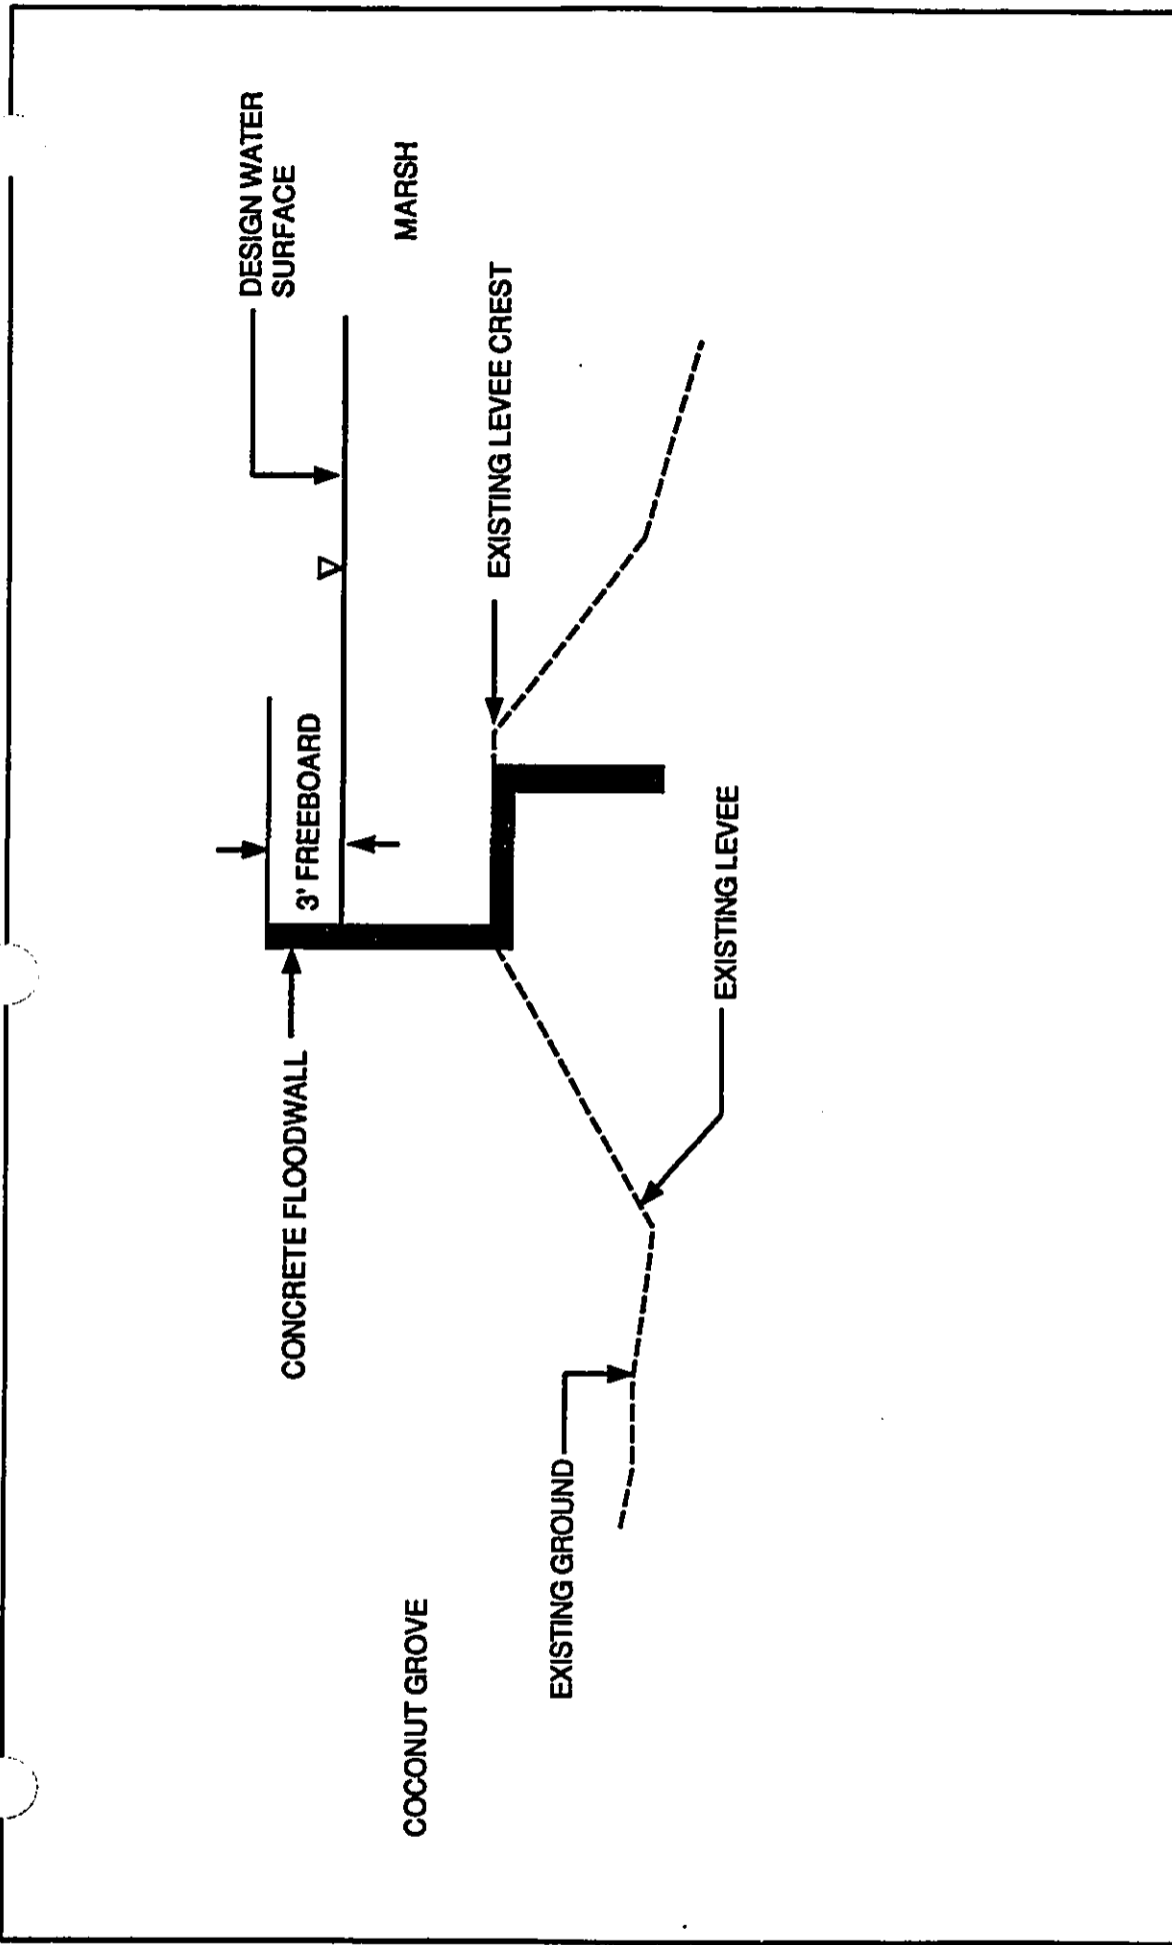 DESIGN WATER
SURFACE
MARSH
3' FREEBOARD
CONCRETE FLOODWALL
EXISTING LEVEE CREST
COCONUT GROVE
EXISTING GROUND
EXISTING LEVEE